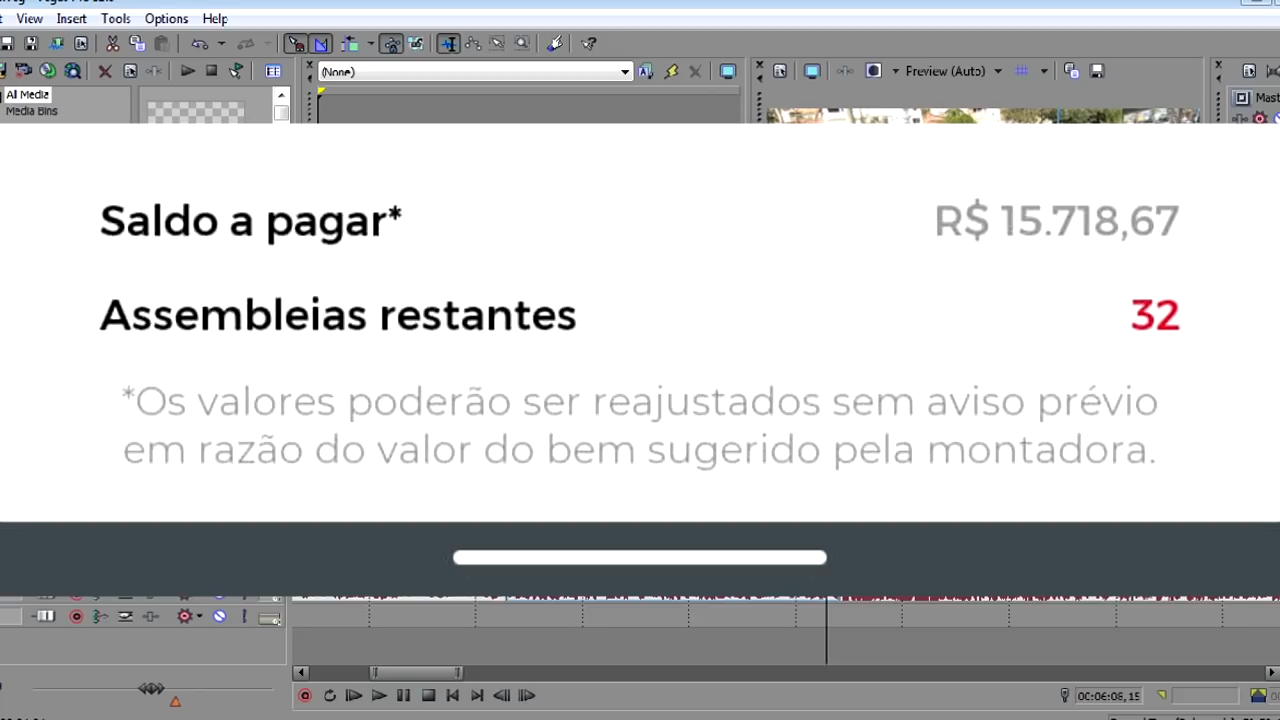 View Insert Tools Options Help
(None)
Preview (Auto)
All Media
Media Bins
Saldo a pagar* R$ 15.718,67
Assembleias restantes 32
*Os valores poderão ser reajustados sem aviso prévio
em razão do valor do bem sugerido pela montadora.
00:06:08,15